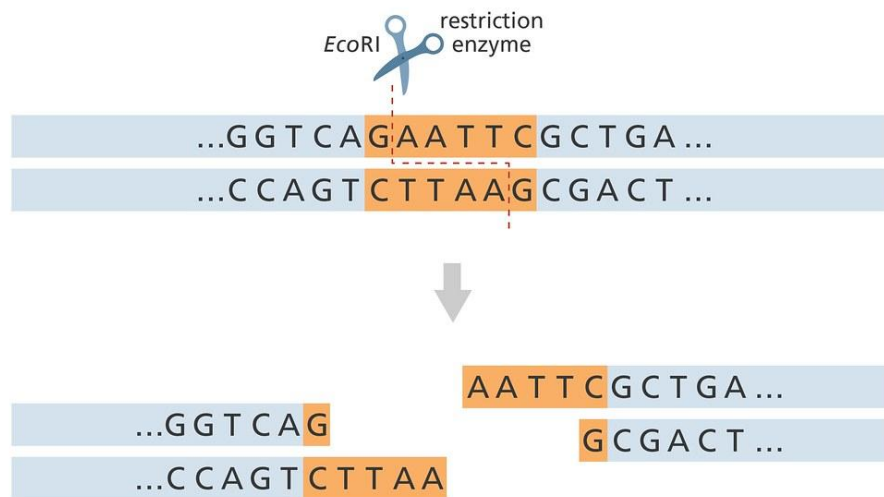 EcoRI
restriction
enzyme
...GGTCAGAATTCGCTGA...
...CCAGTCTTAAGCGACT...
AATTCGCTGA...
...GGTCAG
GCGACT...
...CCAGTCTTAA